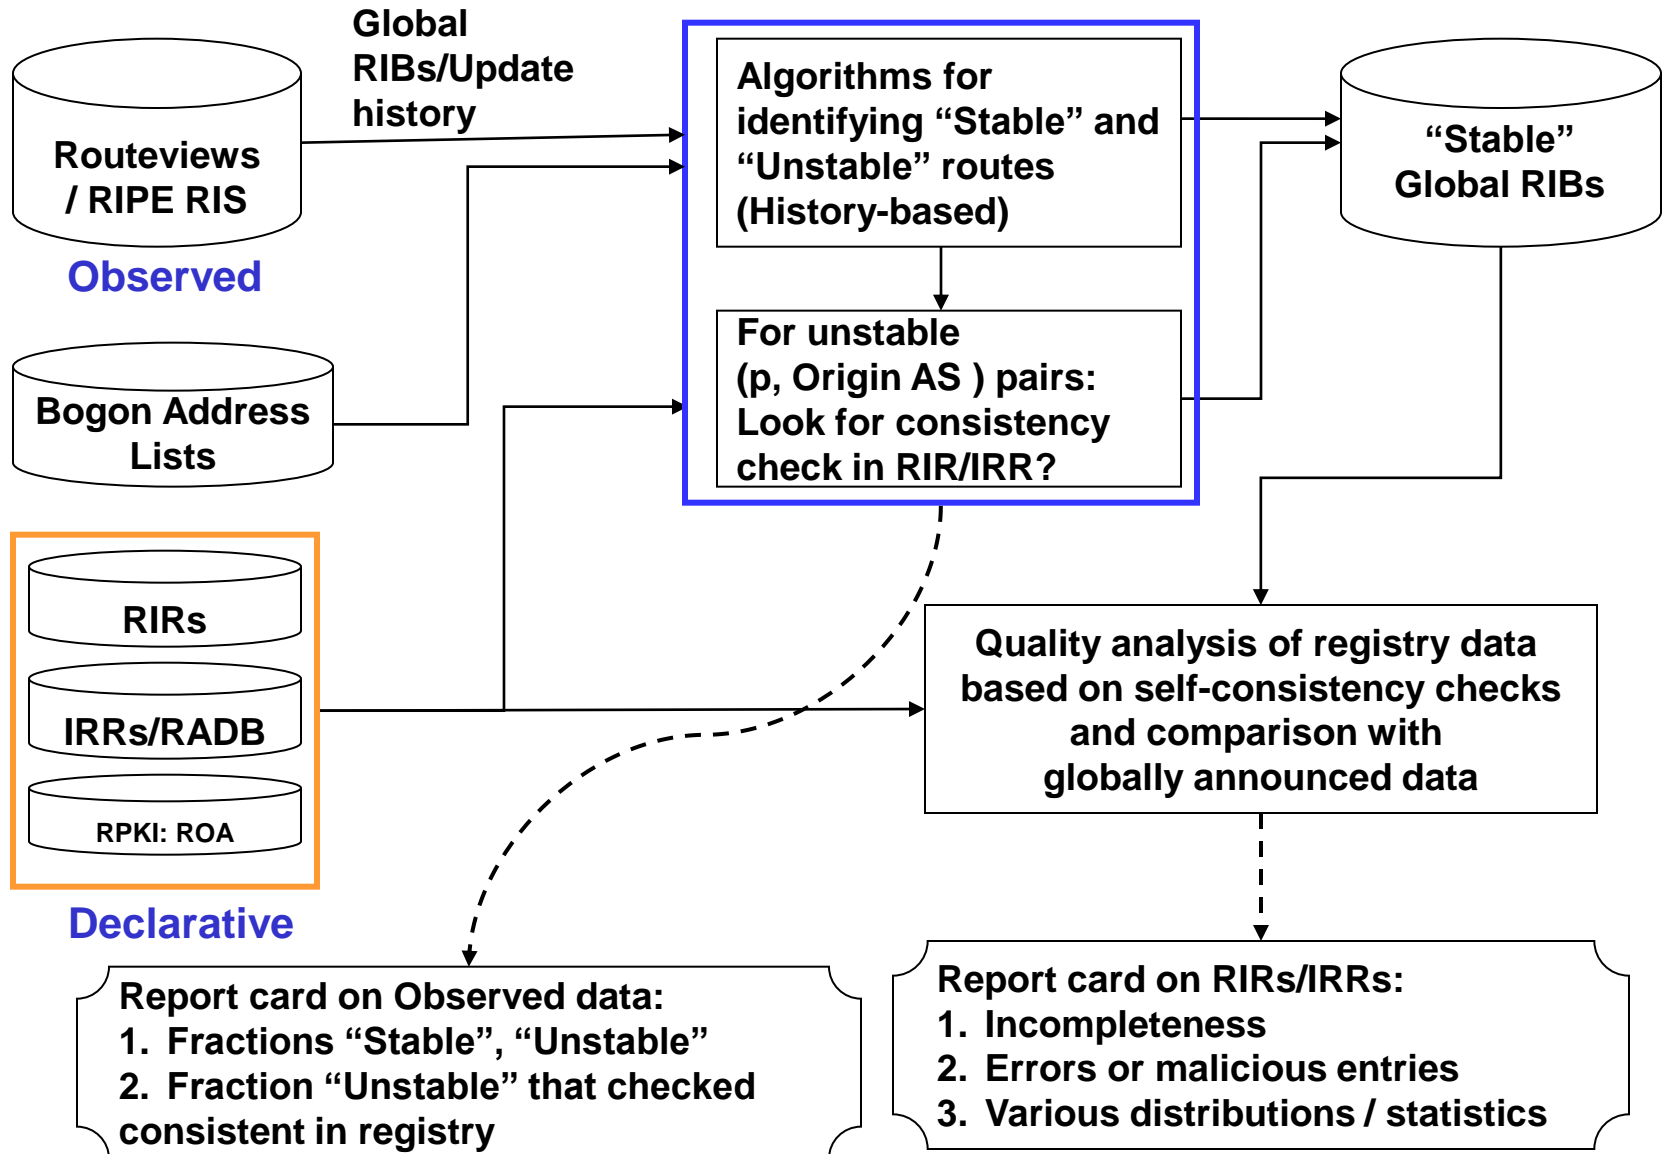 Global
RIBs/Update
history
Routeviews
/ RIPE RIS
Observed
Algorithms for
identifying “Stable” and
“Unstable” routes
(History-based)
“Stable”
Global RIBs
For unstable
(p, Origin AS ) pairs:
Look for consistency
check in RIR/IRR?
Bogon Address
Lists
RIRs
IRRs/RADB
RPKI: ROA
Declarative
Quality analysis of registry data
based on self-consistency checks
and comparison with
globally announced data
Report card on Observed data:
1. Fractions “Stable”, “Unstable”
2. Fraction “Unstable” that checked
consistent in registry
Report card on RIRs/IRRs:
1. Incompleteness
2. Errors or malicious entries
3. Various distributions / statistics